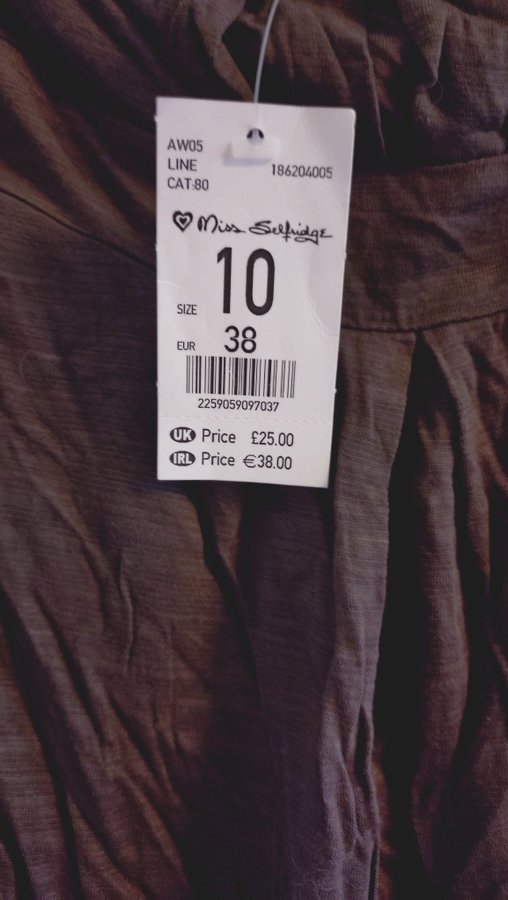 AW05
LINE 186204005
CAT:80
Miss Selfridge
SIZE 10
EUR 38
2259059097037
UK Price £25.00
IRL Price €38.00